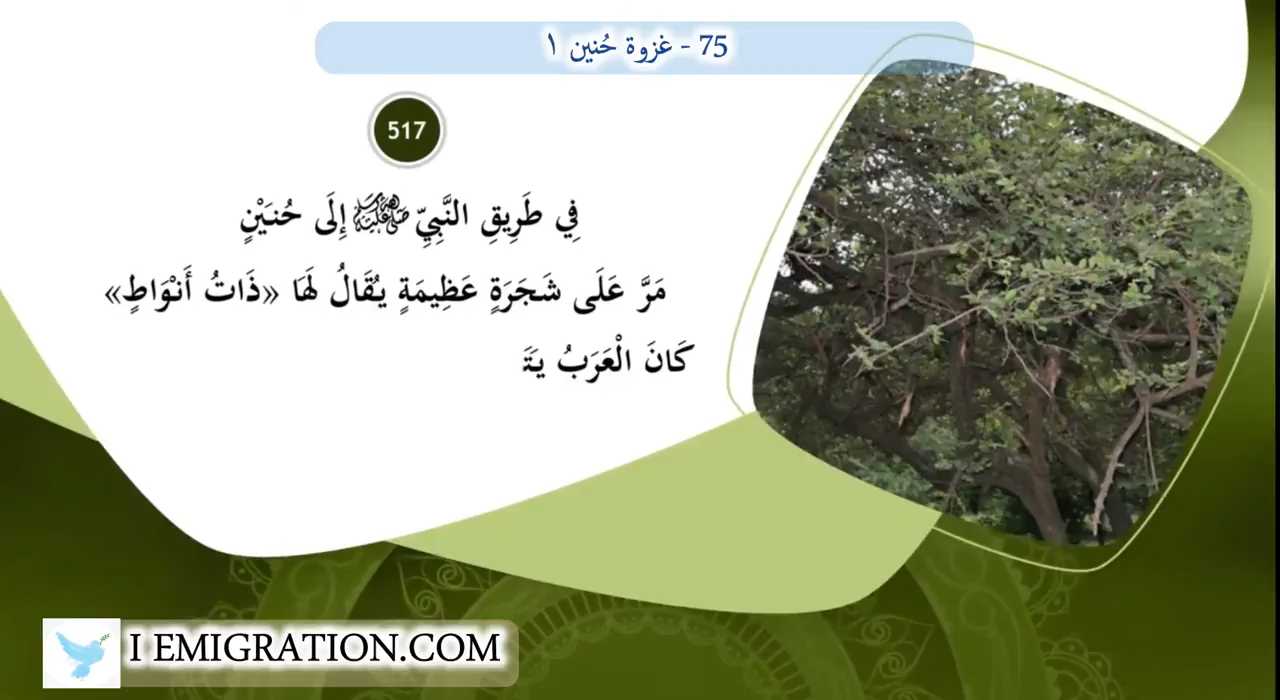 75 - غزوة حُنين ١
517
فِي طَرِيقِ النَّبِيِّ ﷺ إِلَى حُنَيْنٍ
مَرَّ عَلَى شَجَرَةٍ عَظِيمَةٍ يُقَالُ لَهَا «ذَاتُ أَنْوَاطٍ»
كَانَ الْعَرَبُ
I EMIGRATION.COM